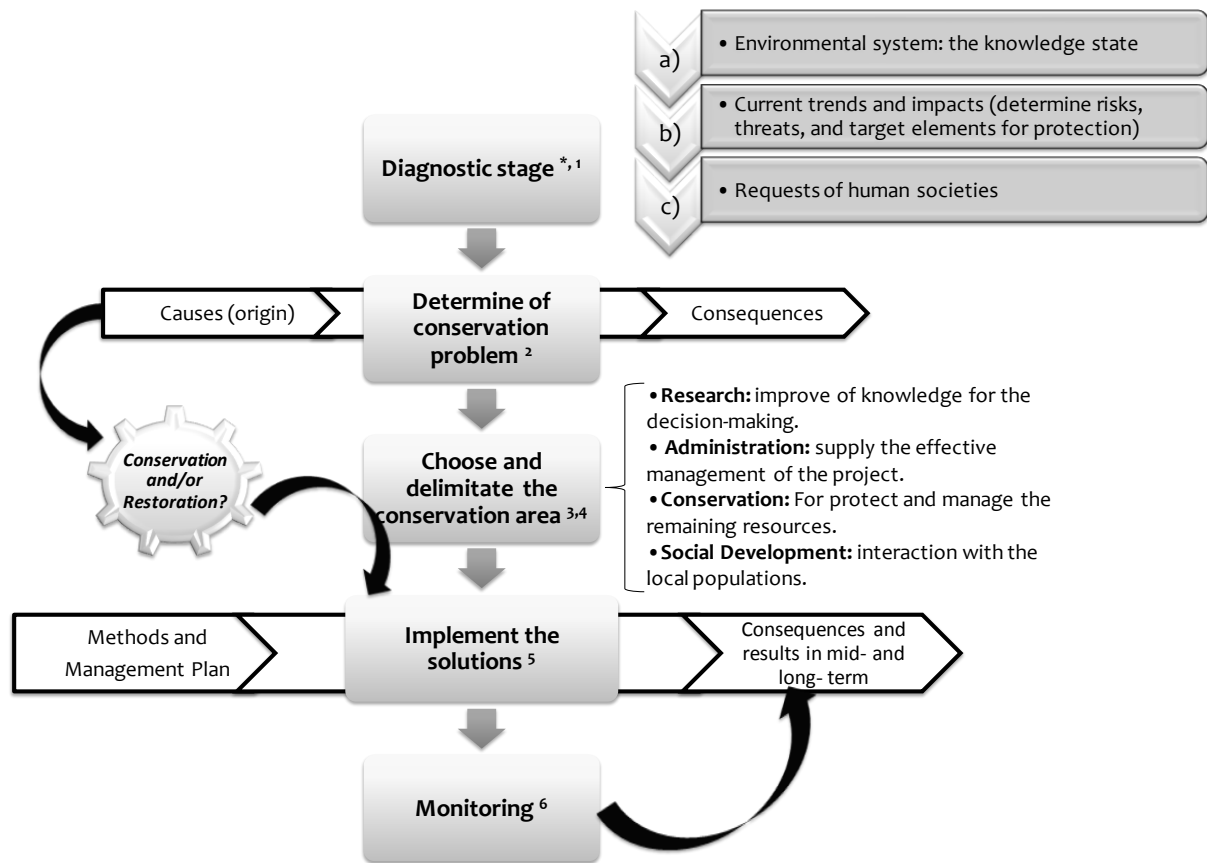 a)
• Environmental system: the knowledge state
b)
• Current trends and impacts (determine risks,
threats, and target elements for protection)
c)
• Requests of human societies
Diagnostic stage *, 1
Causes (origin)
Determine of
conservation
problem 2
Consequences
Conservation
and/or
Restoration?
Choose and
delimitate the
conservation area 3,4
• Research: improve of knowledge for the
decision-making.
• Administration: supply the effective
management of the project.
• Conservation: For protect and manage the
remaining resources.
• Social Development: interaction with the
local populations.
Methods and
Management Plan
Implement the
solutions 5
Consequences and
results in mid- and
long- term
Monitoring 6